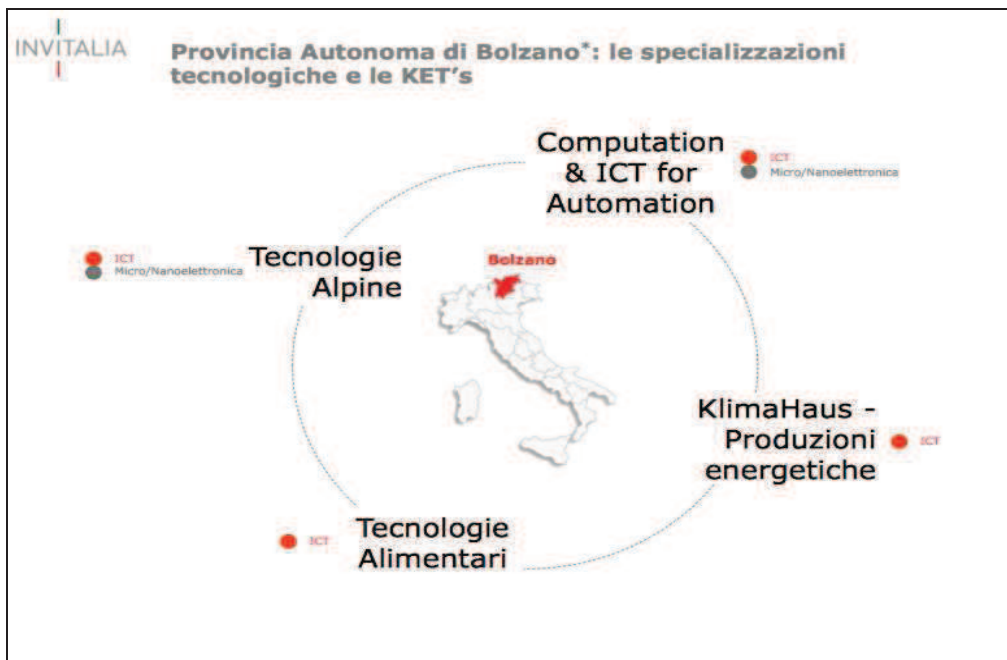 INVITALIA
Provincia Autonoma di Bolzano*: le specializzazioni
tecnologiche e le KET's
Computation
& ICT for
Automation
ICT
Micro/Nanoelettronica
ICT
Micro/Nanoelettronica
Tecnologie
Alpine
Bolzano
KlimaHaus -
Produzioni
energetiche
ICT
ICT
Tecnologie
Alimentari